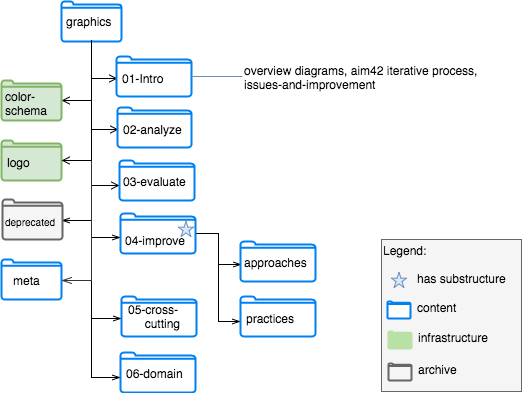 graphics
01-Intro
overview diagrams, aim42 iterative process,
issues-and-improvement
color-
schema
02-analyze
logo
03-evaluate
deprecated
04-improve
approaches
meta
05-cross-
cutting
practices
06-domain
Legend:
has substructure
content
infrastructure
archive